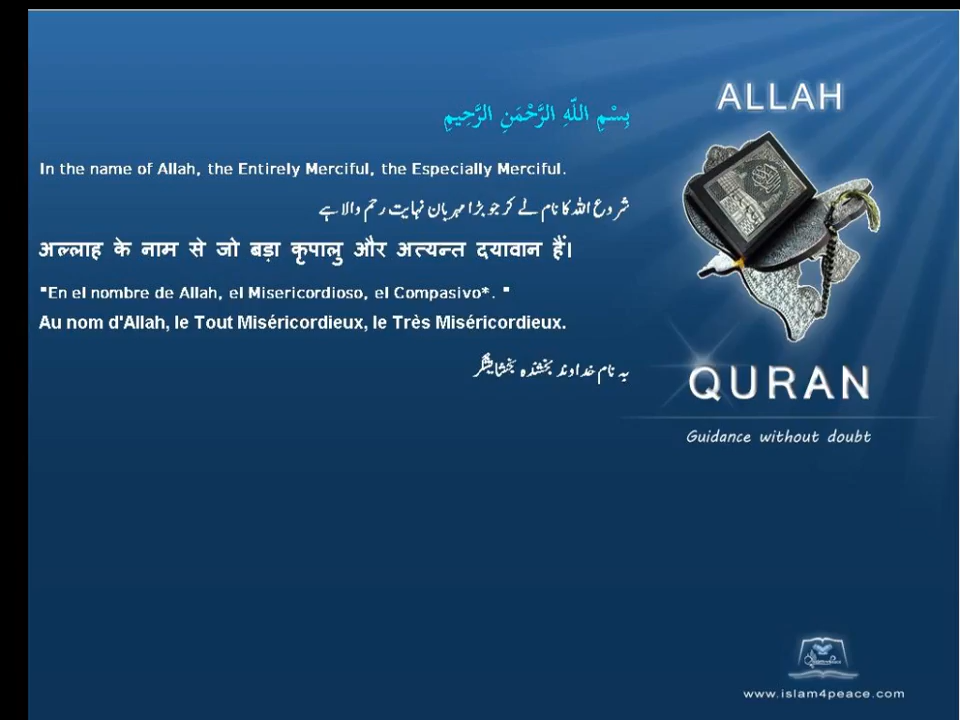 بِسْمِ اللَّهِ الرَّحْمَنِ الرَّحِيمِ
In the name of Allah, the Entirely Merciful, the Especially Merciful.
شروع الله کا نام لے کر جو بڑا مہربان نہایت رحم والا ہے
अल्लाह के नाम से जो बड़ा कृपालु और अत्यन्त दयावान हैं।
"En el nombre de Allah, el Misericordioso, el Compasivo*. "
Au nom d'Allah, le Tout Miséricordieux, le Très Miséricordieux.
به نام خداوند بخشنده بخشایشگر
ALLAH
QURAN
Guidance without doubt
www.islam4peace.com